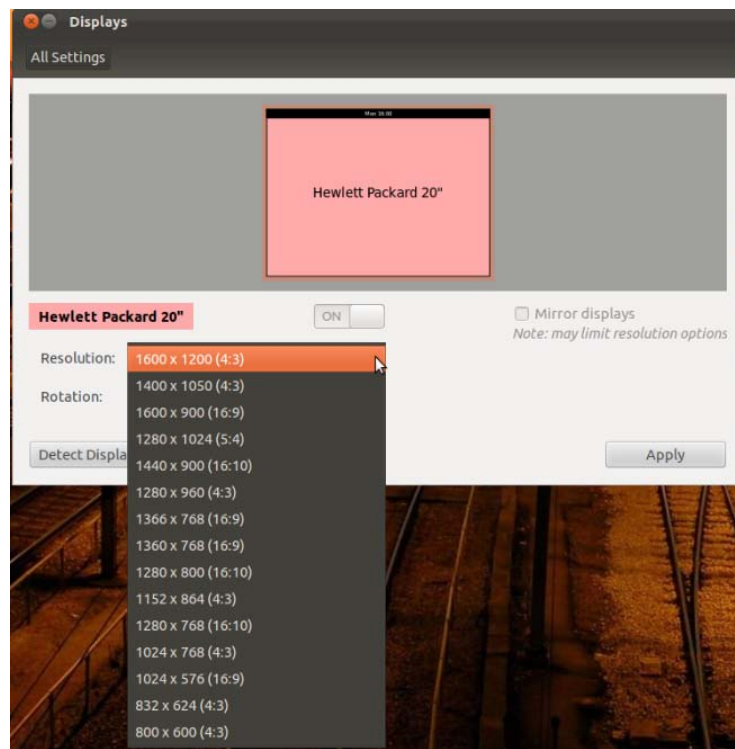 Displays
All Settings
Mon 16:00
Hewlett Packard 20"
Hewlett Packard 20"
ON
Mirror displays
Note: may limit resolution options
Resolution:
1600 x 1200 (4:3)
1400 x 1050 (4:3)
Rotation:
1600 x 900 (16:9)
1280 x 1024 (5:4)
Detect Displa
1440 x 900 (16:10)
Apply
1280 x 960 (4:3)
1366 x 768 (16:9)
1360 x 768 (16:9)
1280 x 800 (16:10)
1152 x 864 (4:3)
1280 x 768 (16:10)
1024 x 768 (4:3)
1024 x 576 (16:9)
832 x 624 (4:3)
800 x 600 (4:3)